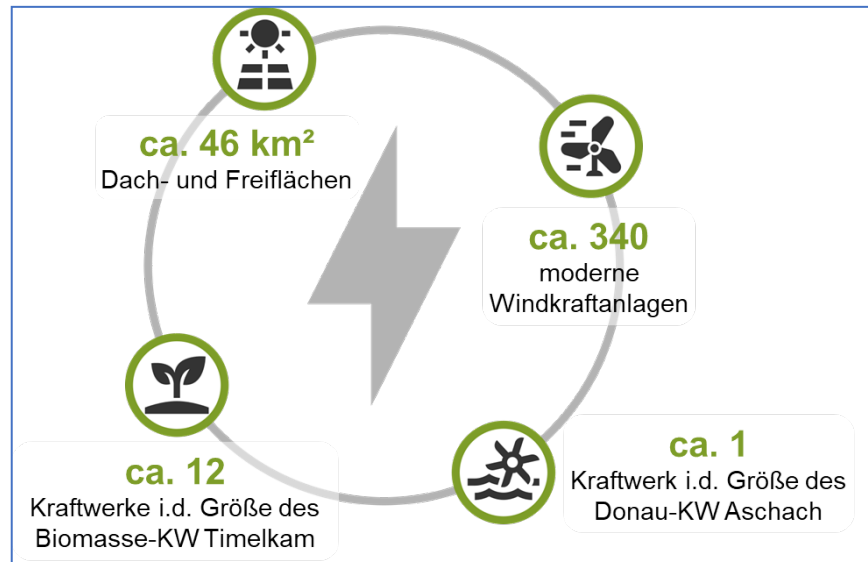 ca. 46 km²
Dach- und Freiflächen
ca. 340
moderne
Windkraftanlagen
ca. 12
Kraftwerke i.d. Größe des
Biomasse-KW Timelkam
ca. 1
Kraftwerk i.d. Größe des
Donau-KW Aschach